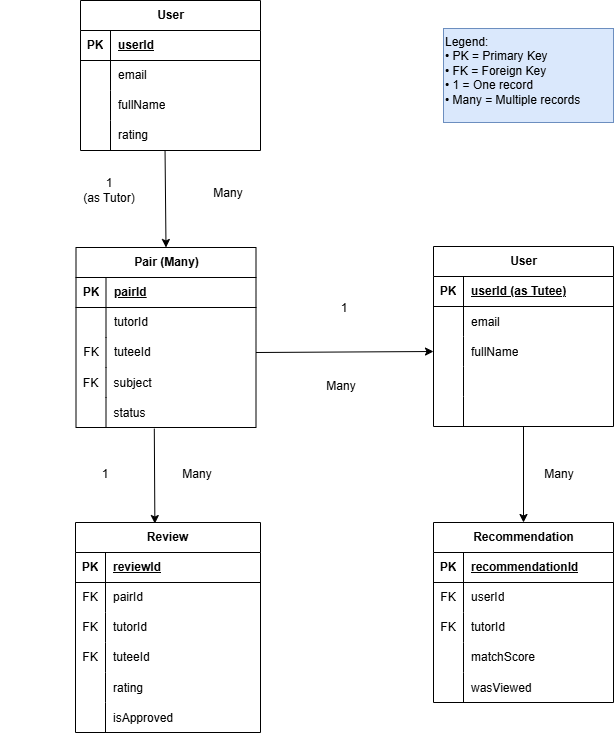 User
PK userId
email
fullName
rating
Legend:
• PK = Primary Key
• FK = Foreign Key
• 1 = One record
• Many = Multiple records
1
(as Tutor)
Many
Pair (Many)
PK pairId
tutorId
FK tuteeId
FK subject
status
1
Many
User
PK userId (as Tutee)
email
fullName
1
Many
Many
Review
PK reviewId
FK pairId
FK tutorId
FK tuteeId
rating
isApproved
Recommendation
PK recommendationId
FK userId
FK tutorId
matchScore
wasViewed